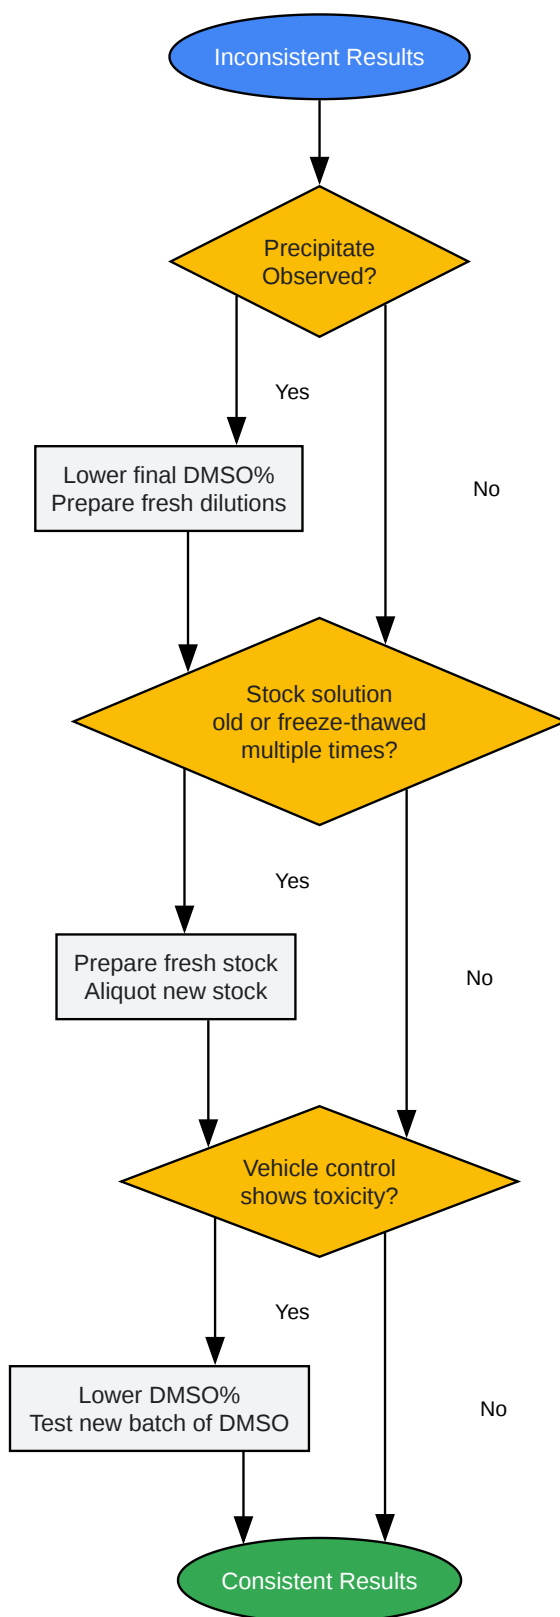 Inconsistent Results
Precipitate
Observed?
Yes
Lower final DMSO%
Prepare fresh dilutions
No
Stock solution
old or freeze-thawed
multiple times?
Yes
Prepare fresh stock
Aliquot new stock
No
Vehicle control
shows toxicity?
Yes
Lower DMSO%
Test new batch of DMSO
No
Consistent Results